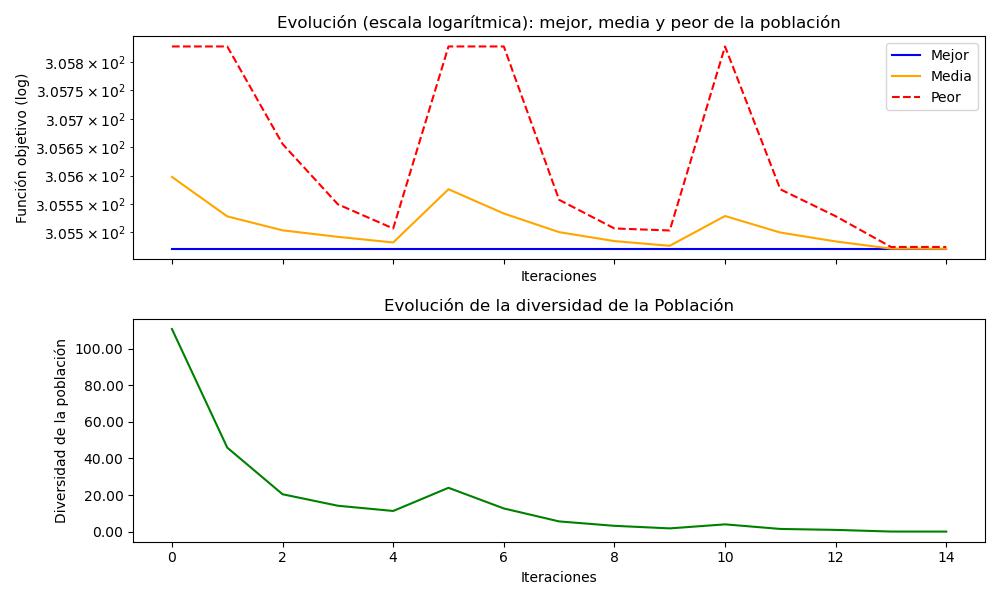 Evolución (escala logarítmica): mejor, media y peor de la población
Función objetivo (log)
3.058 × 10²
3.0575 × 10²
3.057 × 10²
3.0565 × 10²
3.056 × 10²
3.0555 × 10²
3.055 × 10²
Mejor
Media
Peor
Iteraciones
Evolución de la diversidad de la Población
Diversidad de la población
100.00
80.00
60.00
40.00
20.00
0.00
0 2 4 6 8 10 12 14
Iteraciones